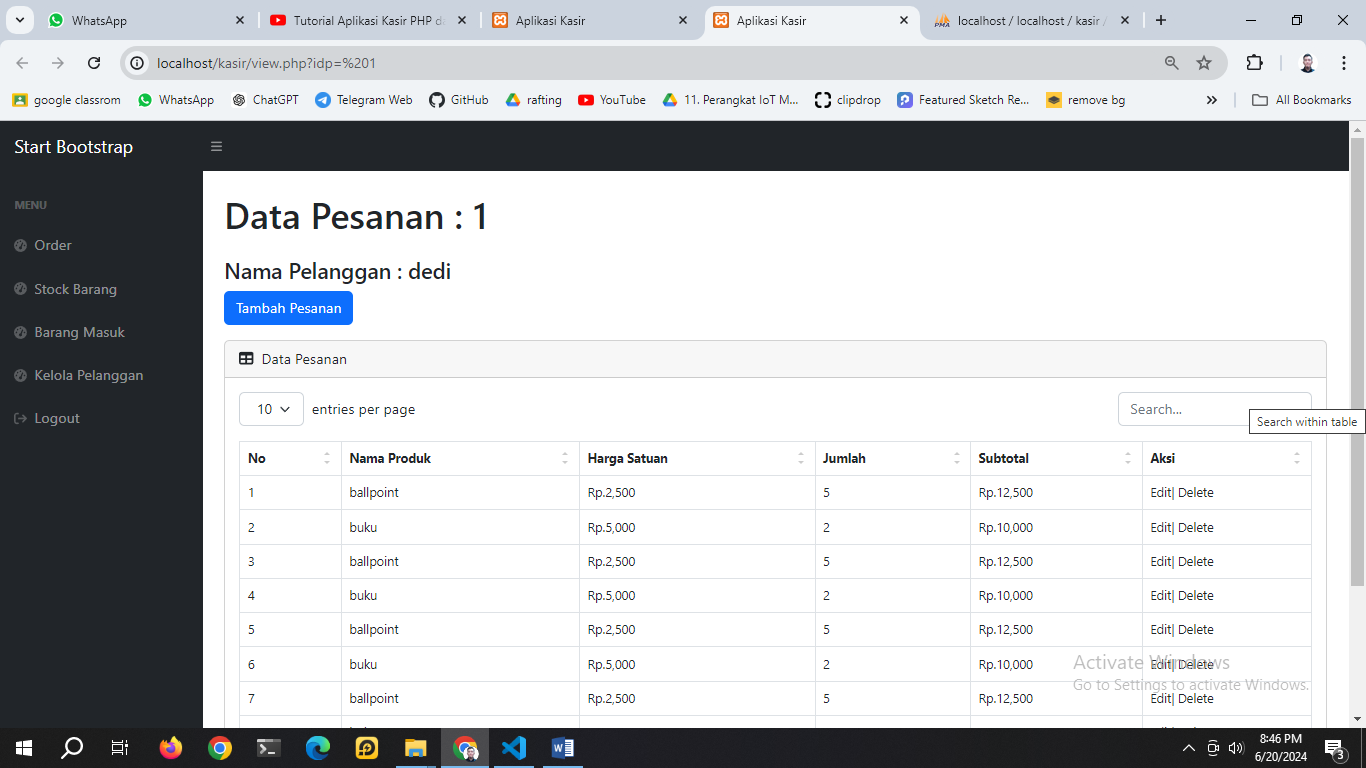 WhatsApp
Tutorial Aplikasi Kasir PHP d
Aplikasi Kasir
Aplikasi Kasir
localhost / localhost / kasir /
localhost/kasir/view.php?idp=%201
google classrom
WhatsApp
ChatGPT
Telegram Web
GitHub
rafting
YouTube
11. Perangkat IoT M...
clipdrop
Featured Sketch Re...
remove bg
All Bookmarks
Start Bootstrap
MENU
Order
Stock Barang
Barang Masuk
Kelola Pelanggan
Logout
Data Pesanan : 1
Nama Pelanggan : dedi
Tambah Pesanan
Data Pesanan
10 entries per page
Search...
Search within table
No Nama Produk Harga Satuan Jumlah Subtotal Aksi
1 ballpoint Rp.2,500 5 Rp.12,500 Edit| Delete
2 buku Rp.5,000 2 Rp.10,000 Edit| Delete
3 ballpoint Rp.2,500 5 Rp.12,500 Edit| Delete
4 buku Rp.5,000 2 Rp.10,000 Edit| Delete
5 ballpoint Rp.2,500 5 Rp.12,500 Edit| Delete
6 buku Rp.5,000 2 Rp.10,000 Edit| Delete
7 ballpoint Rp.2,500 5 Rp.12,500 Edit| Delete
Activate Windows
Go to Settings to activate Windows.
8:46 PM
6/20/2024
3